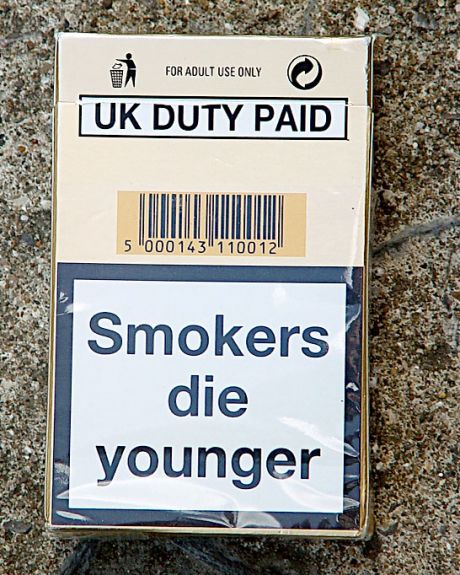 FOR ADULT USE ONLY
UK DUTY PAID
5 000143 110012
Smokers
die
younger